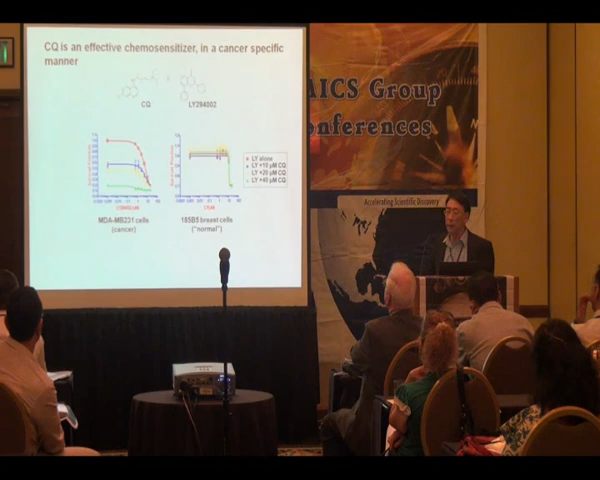 CQ is an effective chemosensitizer, in a cancer specific
manner
CQ
LY294002
LY alone
LY +10 µM CQ
LY +20 µM CQ
LY +40 µM CQ
MDA-MB231 cells
(cancer)
184B5 breast cells
("normal")
AICS Group
onferences
Accelerating Scientific Discovery